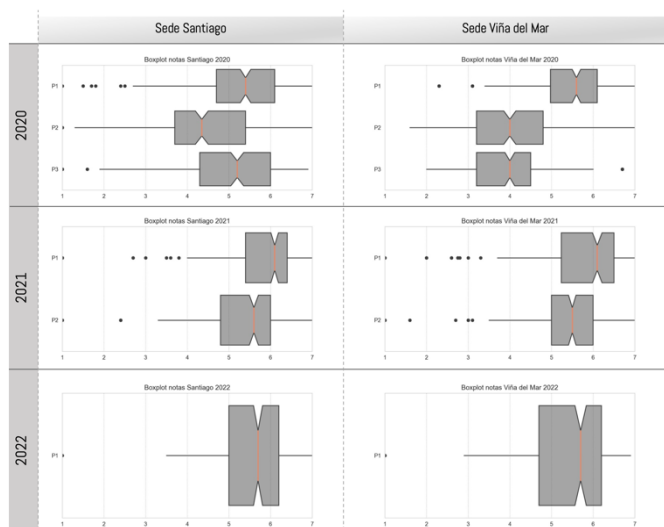 Sede Santiago
Sede Viña del Mar
2020
Boxplot notas Santiago 2020
P1
P2
P3
1 2 3 4 5 6 7
Boxplot notas Viña del Mar 2020
P1
P2
P3
1 2 3 4 5 6 7
2021
Boxplot notas Santiago 2021
P1
P2
1 2 3 4 5 6 7
Boxplot notas Viña del Mar 2021
P1
P2
1 2 3 4 5 6 7
2022
Boxplot notas Santiago 2022
P1
1 2 3 4 5 6 7
Boxplot notas Viña del Mar 2022
P1
1 2 3 4 5 6 7